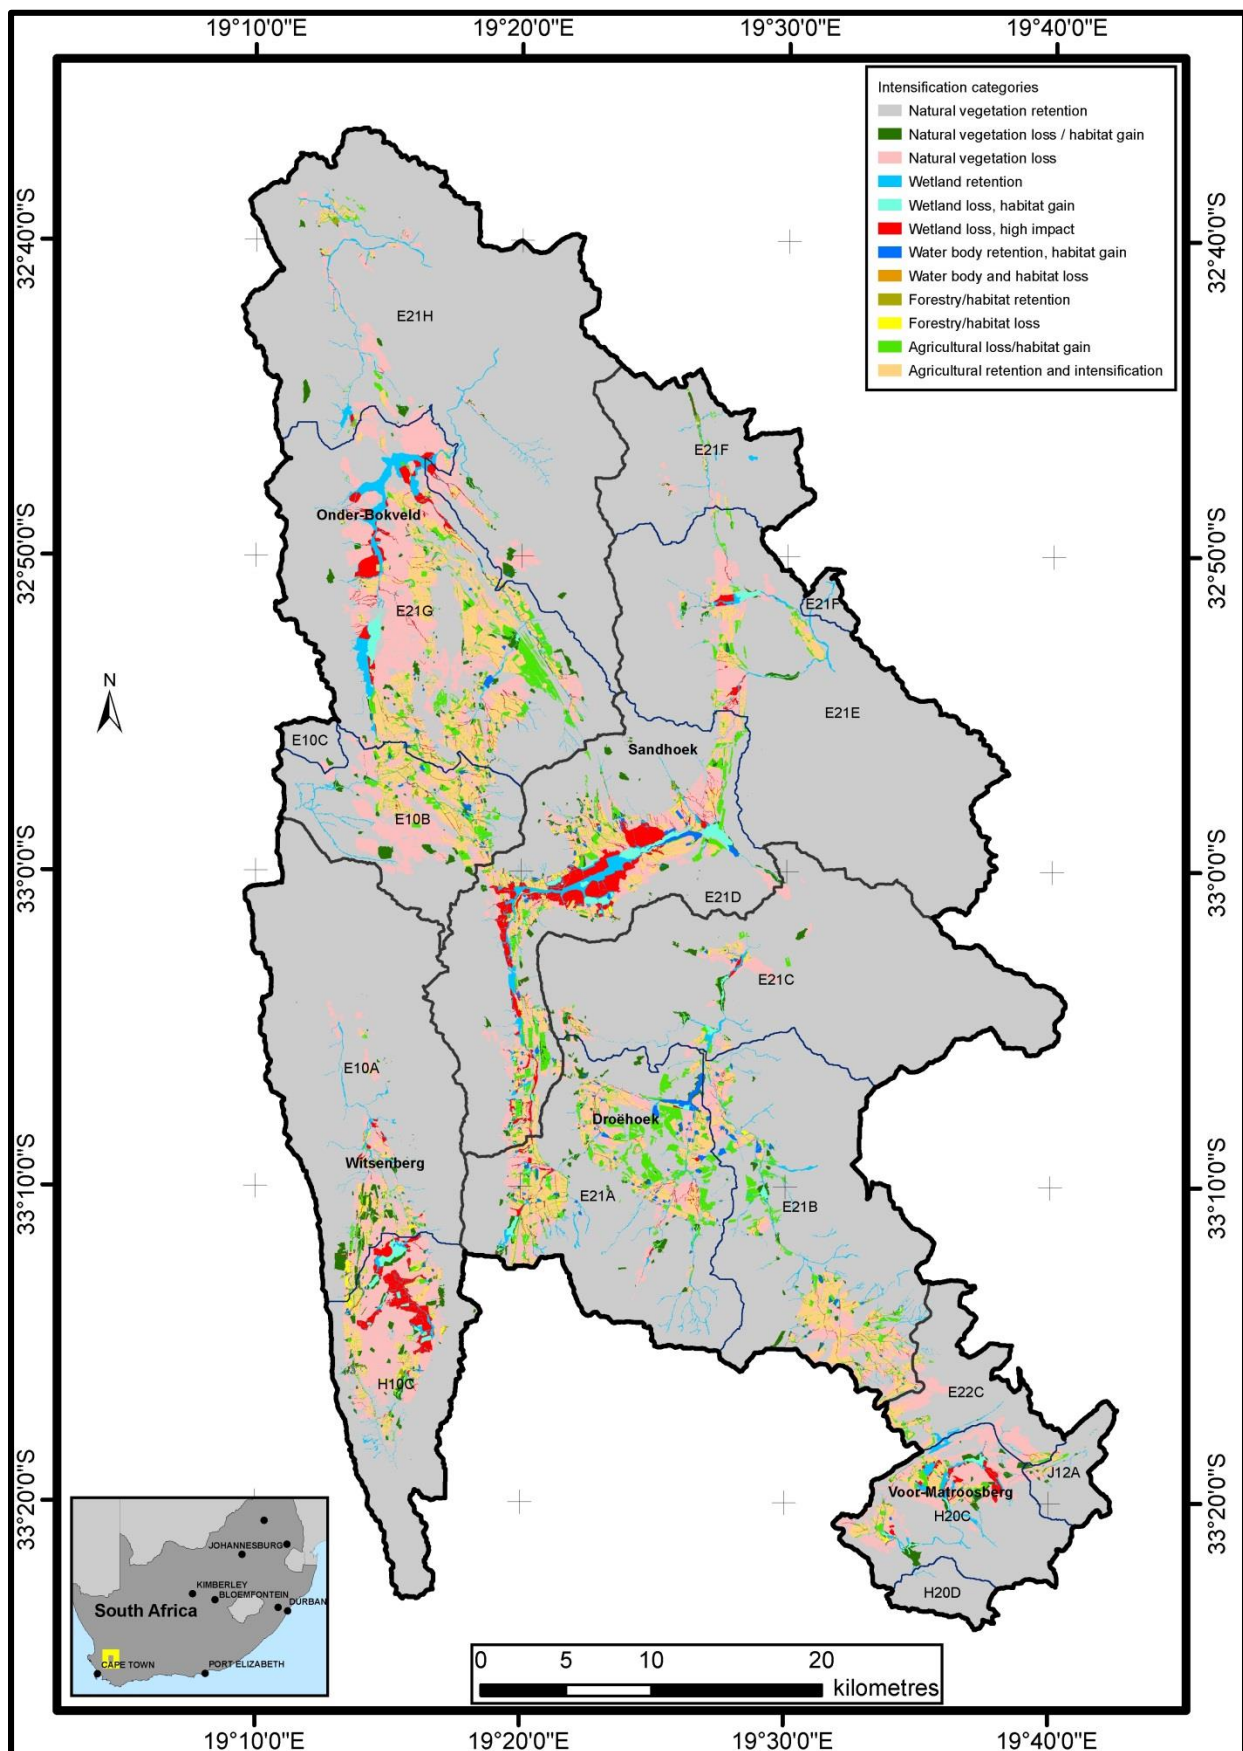 19°10'0"E 19°20'0"E 19°30'0"E 19°40'0"E
Intensification categories
Natural vegetation retention
Natural vegetation loss / habitat gain
Natural vegetation loss
Wetland retention
Wetland loss, habitat gain
Wetland loss, high impact
Water body retention, habitat gain
Water body and habitat loss
Forestry/habitat retention
Forestry/habitat loss
Agricultural loss/habitat gain
Agricultural retention and intensification
32°40'0"S 32°40'0"S
E21H
E21F
Onder-Bokveld
32°50'0"S 32°50'0"S
E21F
E21G
N
E21E
E10C
Sandhoek
E10B
33°0'0"S 33°0'0"S
E21D
E21C
E10A
Droëhoek
Witsenberg
33°10'0"S 33°10'0"S
E21A
E21B
H10C
E22C
J12A
Voor-Matroosberg
33°20'0"S 33°20'0"S
H20C
H20D
JOHANNESBURG
KIMBERLEY
BLOEMFONTEIN
DURBAN
South Africa
CAPE TOWN
PORT ELIZABETH
0 5 10 20
kilometres
19°10'0"E 19°20'0"E 19°30'0"E 19°40'0"E